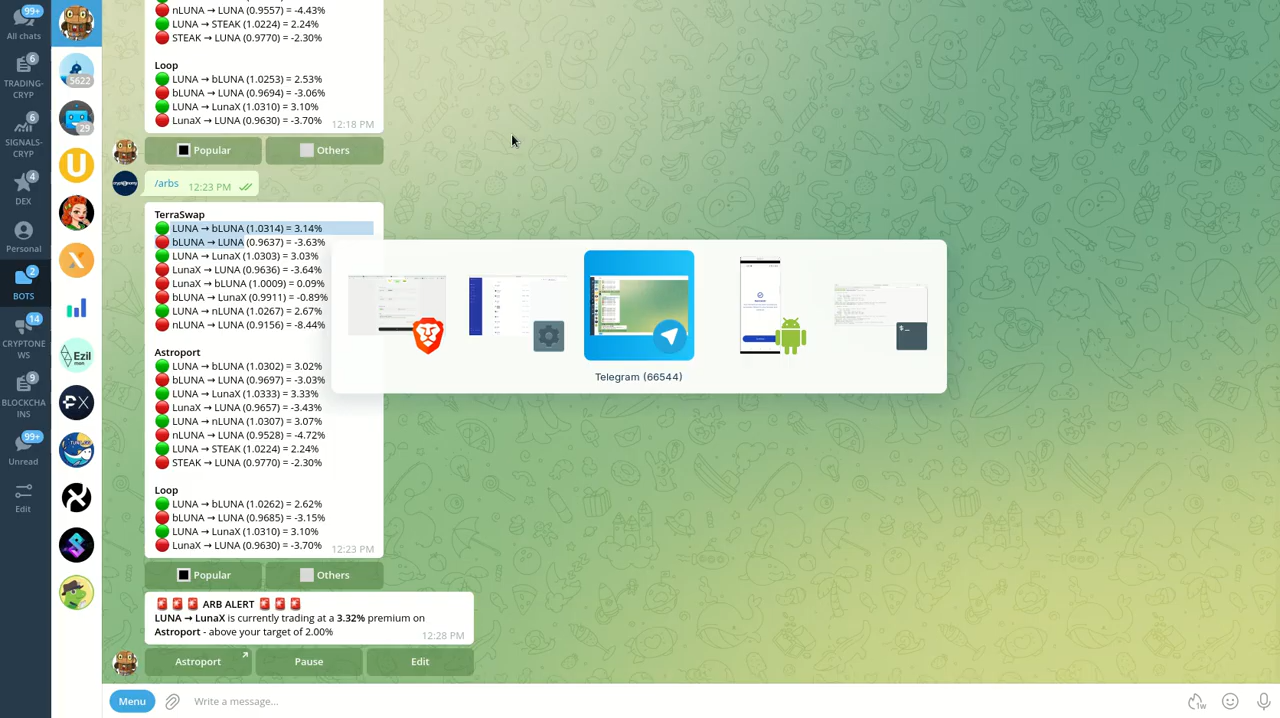 99+
All chats
6
TRADING-
CRYP
6
SIGNALS-
CRYP
4
DEX
Personal
2
BOTS
14
CRYPTONE
WS
9
BLOCKCHA
INS
99+
Unread
Edit
5622
29
Ezil
nLUNA → LUNA (0.9557) = -4.43%
LUNA → STEAK (1.0224) = 2.24%
STEAK → LUNA (0.9770) = -2.30%
Loop
LUNA → bLUNA (1.0253) = 2.53%
bLUNA → LUNA (0.9694) = -3.06%
LUNA → LunaX (1.0310) = 3.10%
LunaX → LUNA (0.9630) = -3.70%
12:18 PM
Popular
Others
/arbs
12:23 PM
TerraSwap
LUNA → bLUNA (1.0314) = 3.14%
bLUNA → LUNA (0.9637) = -3.63%
LUNA → LunaX (1.0303) = 3.03%
LunaX → LUNA (0.9636) = -3.64%
LunaX → bLUNA (1.0009) = 0.09%
bLUNA → LunaX (0.9911) = -0.89%
LUNA → nLUNA (1.0267) = 2.67%
nLUNA → LUNA (0.9156) = -8.44%
Astroport
LUNA → bLUNA (1.0302) = 3.02%
bLUNA → LUNA (0.9697) = -3.03%
LUNA → LunaX (1.0333) = 3.33%
LunaX → LUNA (0.9657) = -3.43%
LUNA → nLUNA (1.0307) = 3.07%
nLUNA → LUNA (0.9528) = -4.72%
LUNA → STEAK (1.0224) = 2.24%
STEAK → LUNA (0.9770) = -2.30%
Loop
LUNA → bLUNA (1.0262) = 2.62%
bLUNA → LUNA (0.9685) = -3.15%
LUNA → LunaX (1.0310) = 3.10%
LunaX → LUNA (0.9630) = -3.70%
12:23 PM
Popular
Others
Telegram (66544)
ARB ALERT
LUNA → LunaX is currently trading at a 3.32% premium on
Astroport - above your target of 2.00%
12:28 PM
Astroport
Pause
Edit
Menu
Write a message...
1w